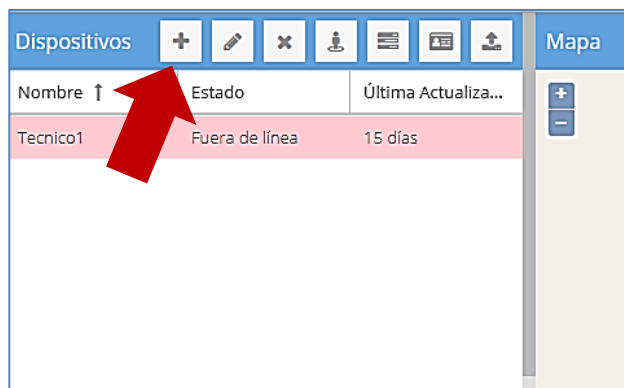 Dispositivos Mapa
Nombre ↑ Estado Última Actualiza...
Tecnico1 Fuera de línea 15 días